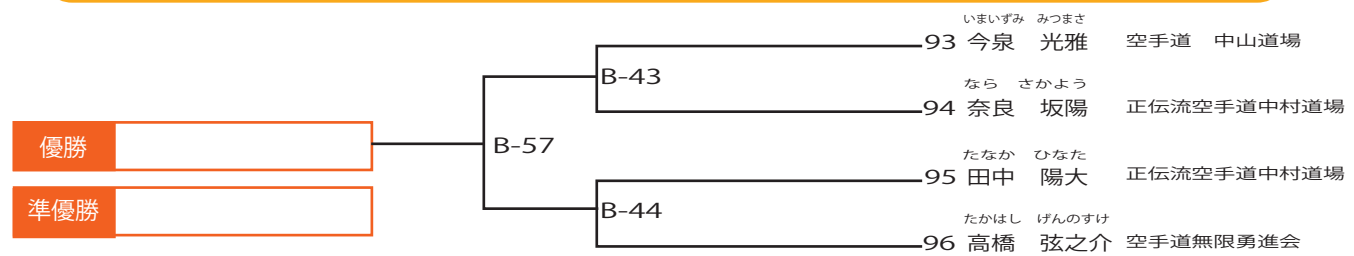 いまいずみ みつまさ
93 今泉 光雅 空手道 中山道場
B-43
なら さかよう
94 奈良 坂陽 正伝流空手道中村道場
優勝
B-57
たなか ひなた
95 田中 陽大 正伝流空手道中村道場
準優勝
B-44
たかはし げんのすけ
96 高橋 弦之介 空手道無限勇進会